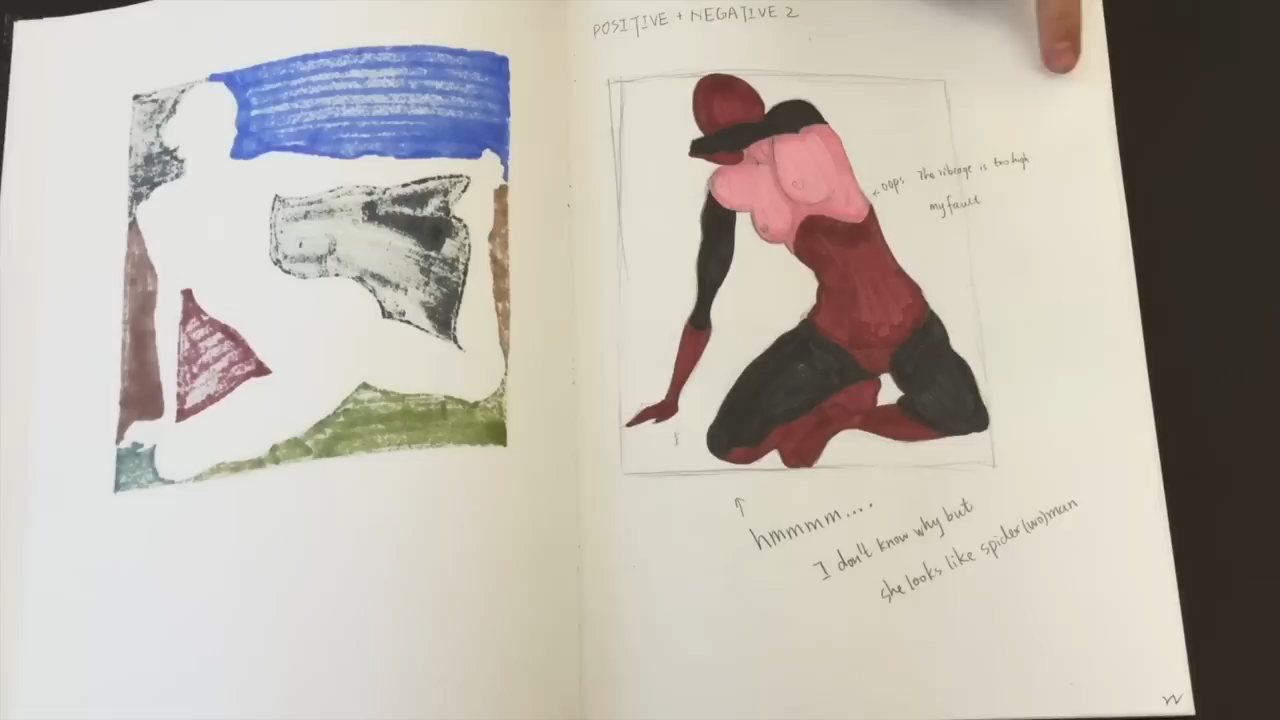 POSITIVE + NEGATIVE 2
← oops. The ribcage is too high
my fault
↑
hmmmm....
I don't know why but
she looks like spider(wo)man